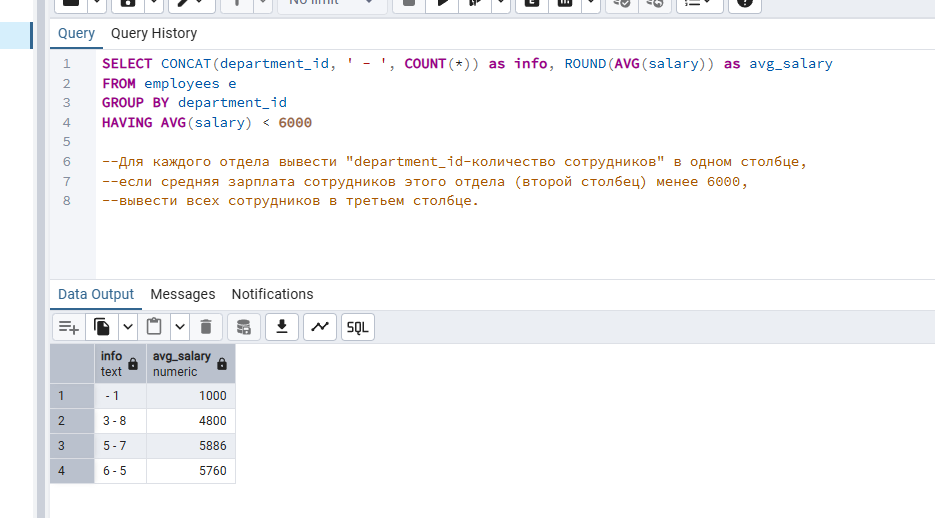 No limit
Query Query History
1 SELECT CONCAT(department_id, ' - ', COUNT(*)) as info, ROUND(AVG(salary)) as avg_salary
2 FROM employees e
3 GROUP BY department_id
4 HAVING AVG(salary) < 6000
5
6 --Для каждого отдела вывести "department_id-количество сотрудников" в одном столбце,
7 --если средняя зарплата сотрудников этого отдела (второй столбец) менее 6000,
8 --вывести всех сотрудников в третьем столбце.
Data Output Messages Notifications
SQL
info avg_salary
text numeric
1 - 1 1000
2 3 - 8 4800
3 5 - 7 5886
4 6 - 5 5760